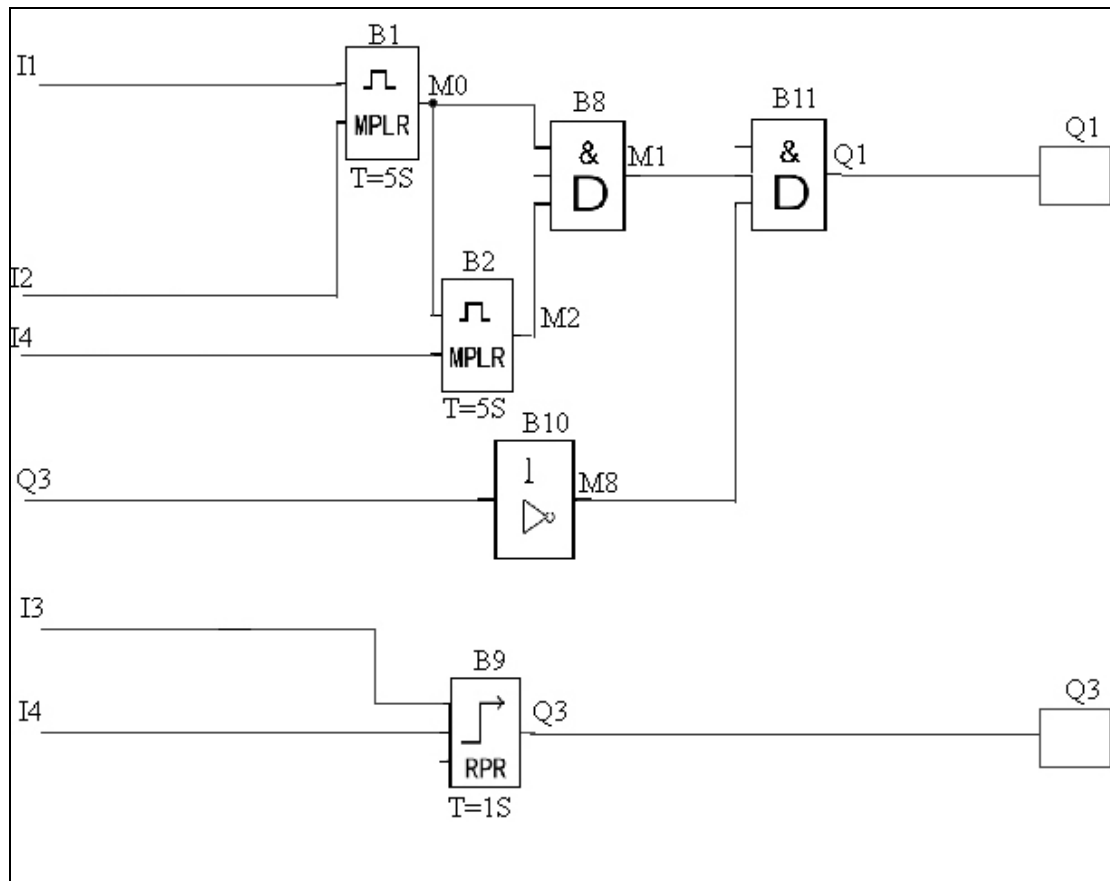 B1
I1
M0
MPLR
T=5S
B8
&
D
M1
B11
&
D
Q1
Q1
I2
B2
M2
I4
MPLR
T=5S
B10
Q3
1
M8
I3
B9
I4
Q3
Q3
RPR
T=1S